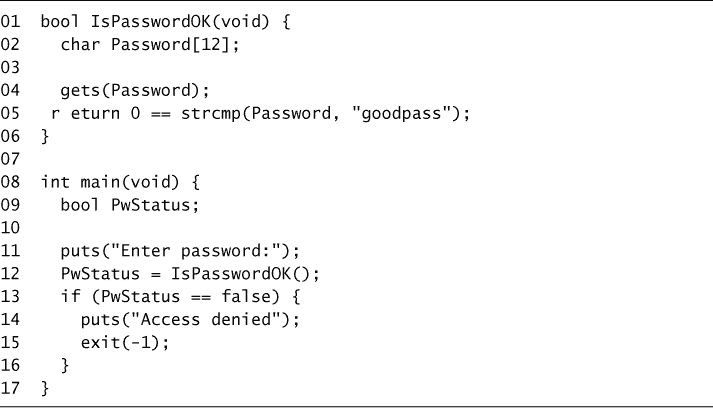 01 bool IsPasswordOK(void) {
02   char Password[12];
03
04   gets(Password);
05  r eturn 0 == strcmp(Password, "goodpass");
06 }
07
08 int main(void) {
09   bool PwStatus;
10
11   puts("Enter password:");
12   PwStatus = IsPasswordOK();
13   if (PwStatus == false) {
14     puts("Access denied");
15     exit(-1);
16   }
17 }